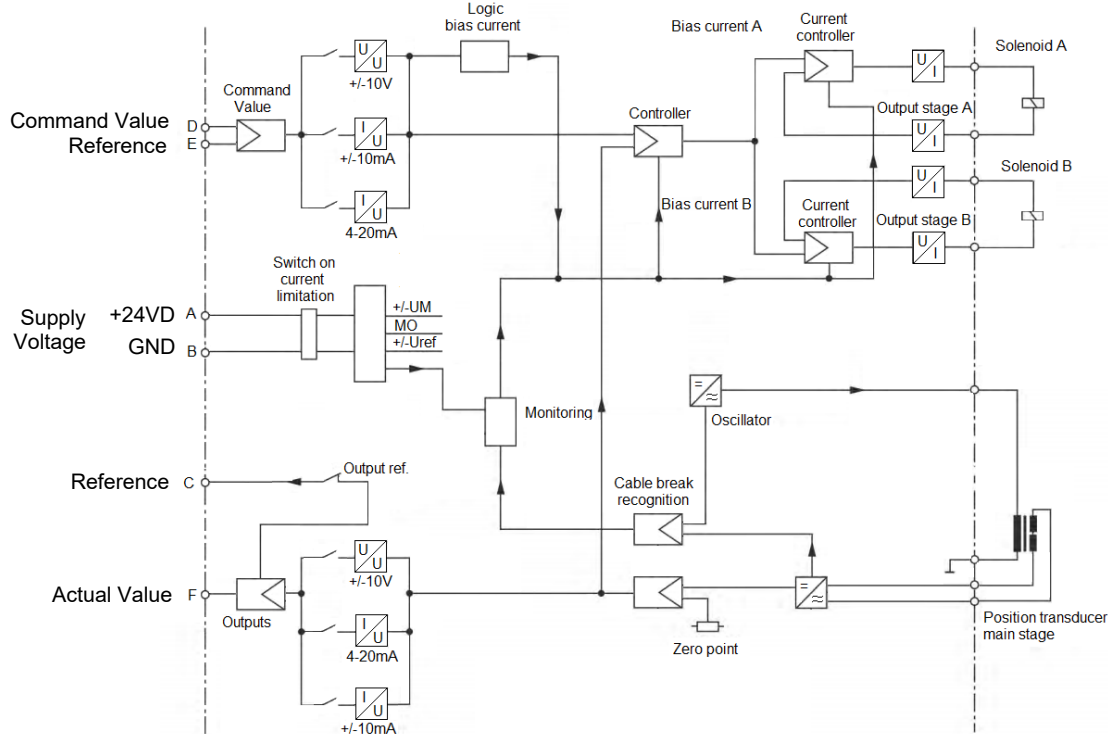 Logic
bias current
Bias current A
Current
controller
Solenoid A
U
U
+/-10V
U
I
Command
Value
Command Value
D
Reference
E
I
U
+/-10mA
Controller
Output stage A
U
I
Solenoid B
I
U
4-20mA
U
I
Bias current B
Current
controller
Output stage B
U
I
Switch on
current
limitation
Supply
Voltage
+24VD
A
GND
B
+/-UM
MO
+/-Uref
Monitoring
=
≈
Oscillator
Reference
C
Output ref.
Cable break
recognition
U
U
+/-10V
Actual Value
F
Outputs
=
≈
I
U
4-20mA
Zero point
Position transducer
main stage
I
U
+/-10mA